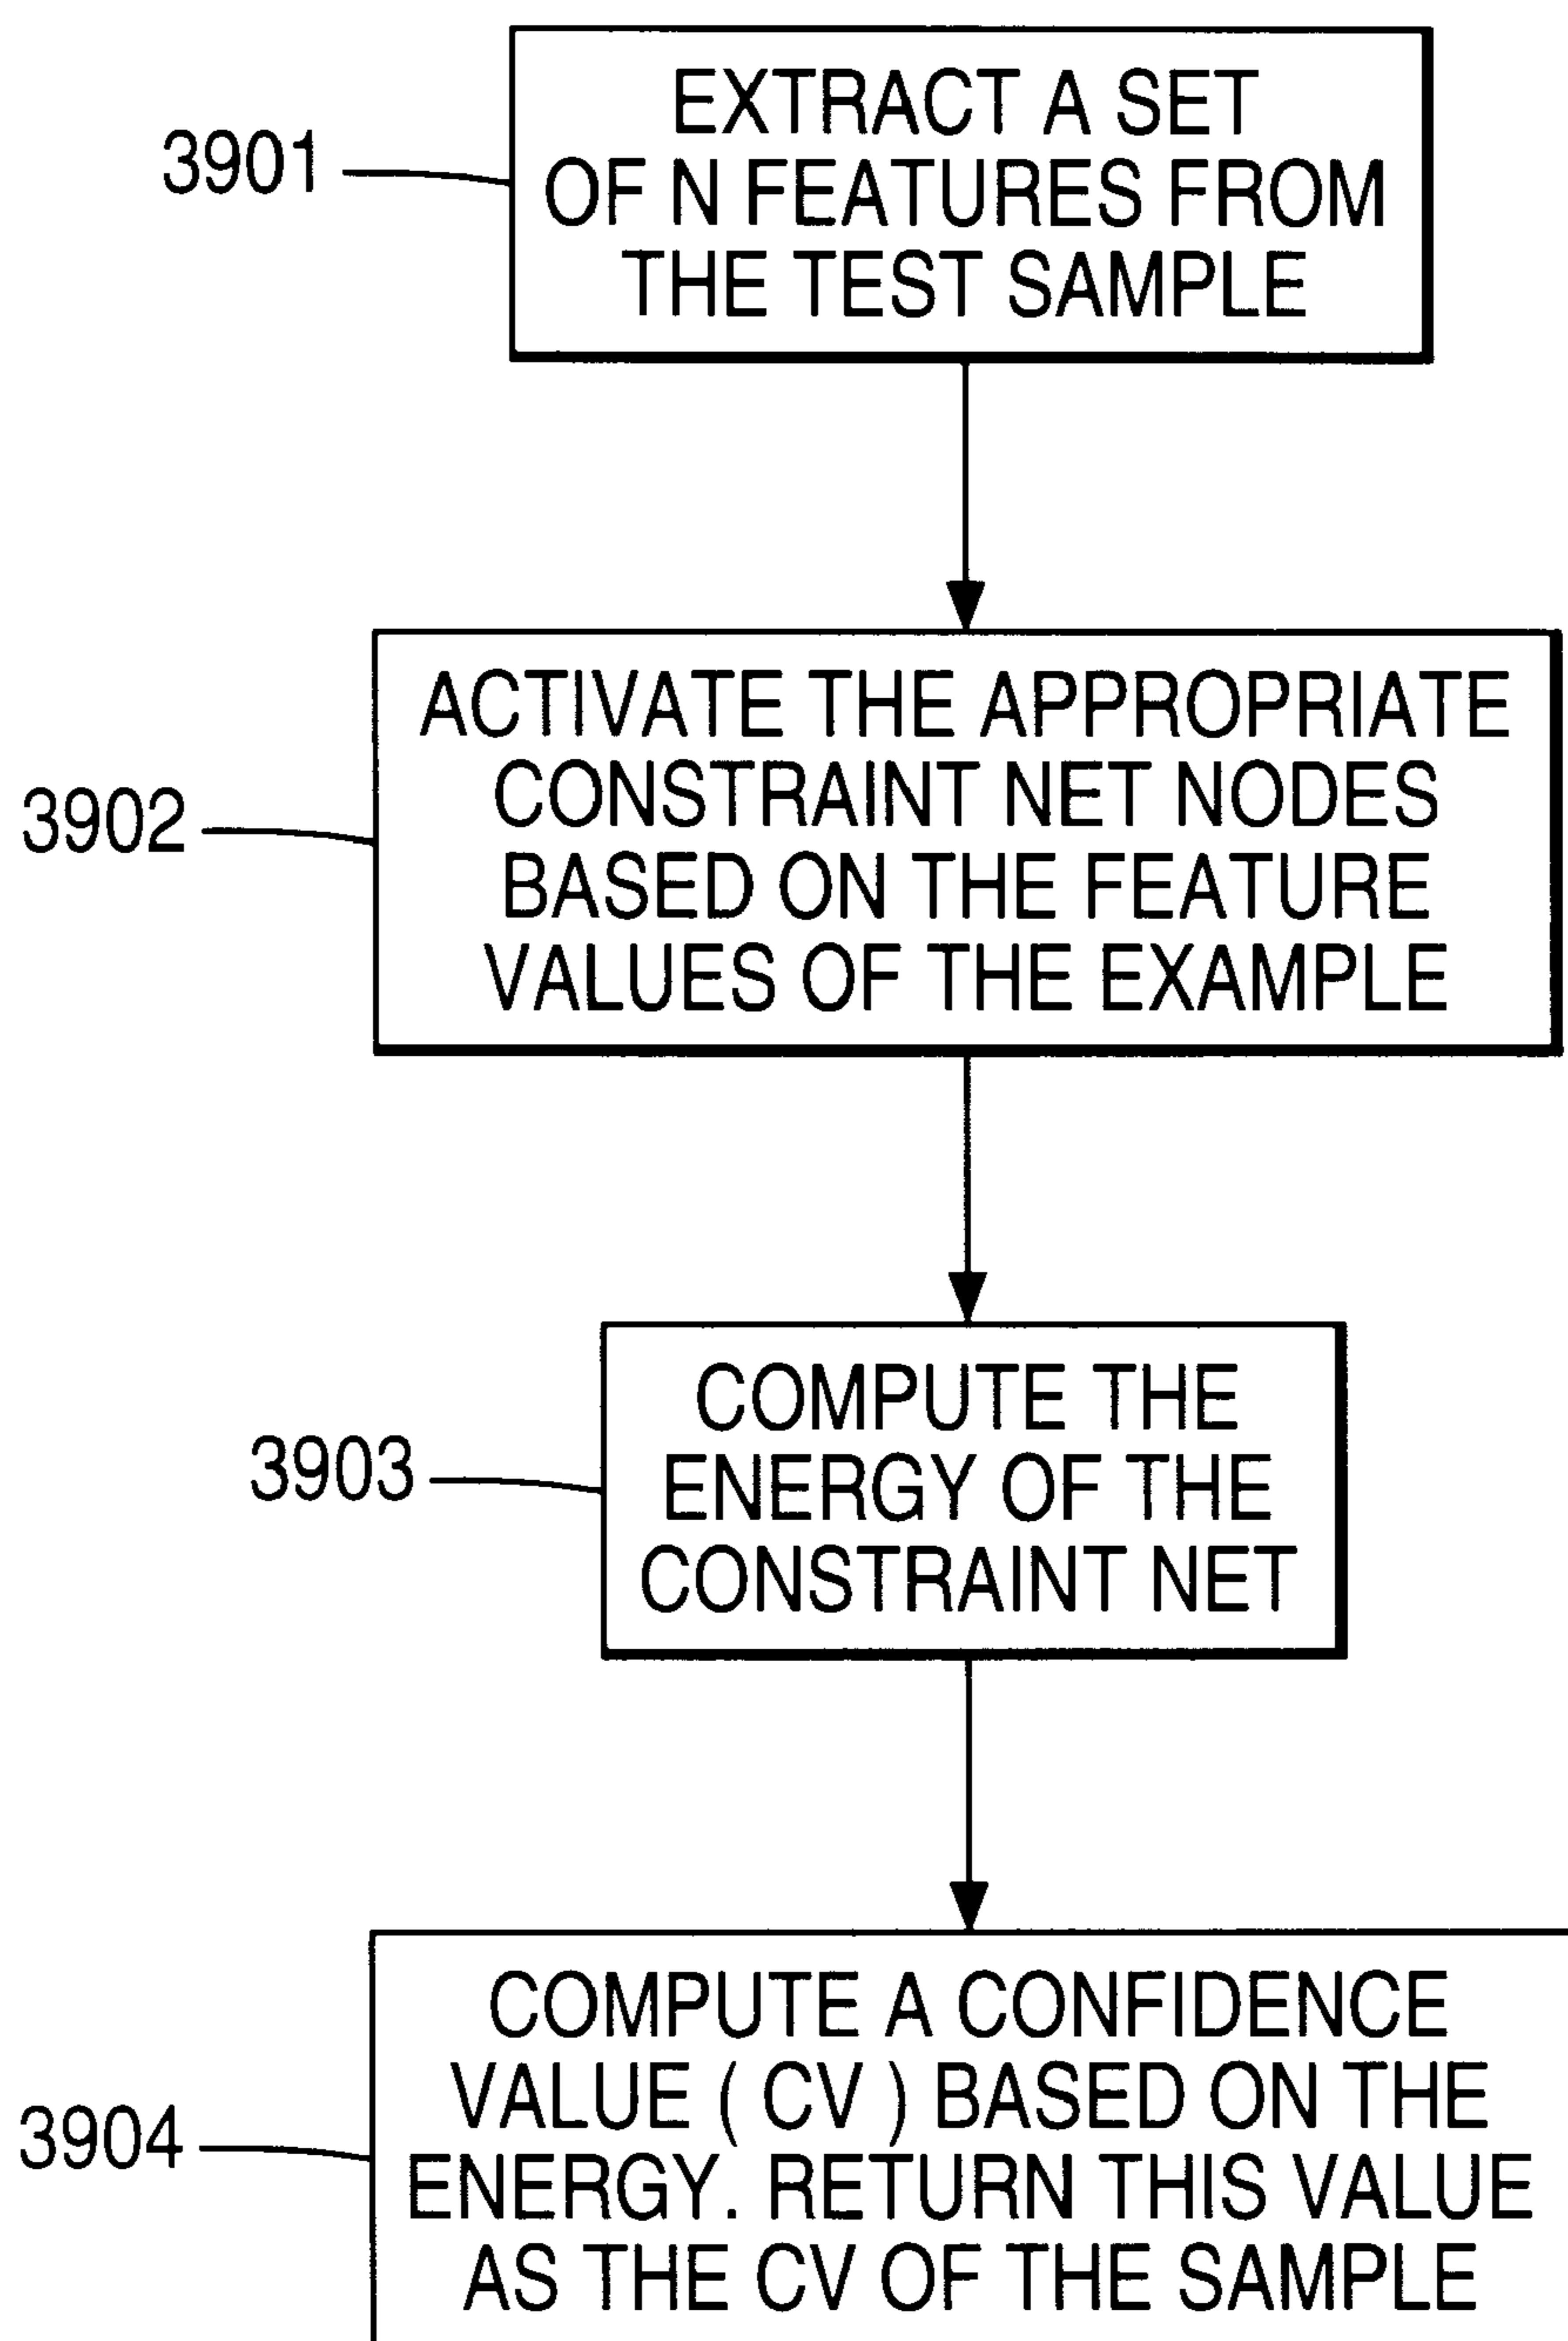 3901
EXTRACT A SET
OF N FEATURES FROM
THE TEST SAMPLE
3902
ACTIVATE THE APPROPRIATE
CONSTRAINT NET NODES
BASED ON THE FEATURE
VALUES OF THE EXAMPLE
3903
COMPUTE THE
ENERGY OF THE
CONSTRAINT NET
3904
COMPUTE A CONFIDENCE
VALUE ( CV ) BASED ON THE
ENERGY. RETURN THIS VALUE
AS THE CV OF THE SAMPLE